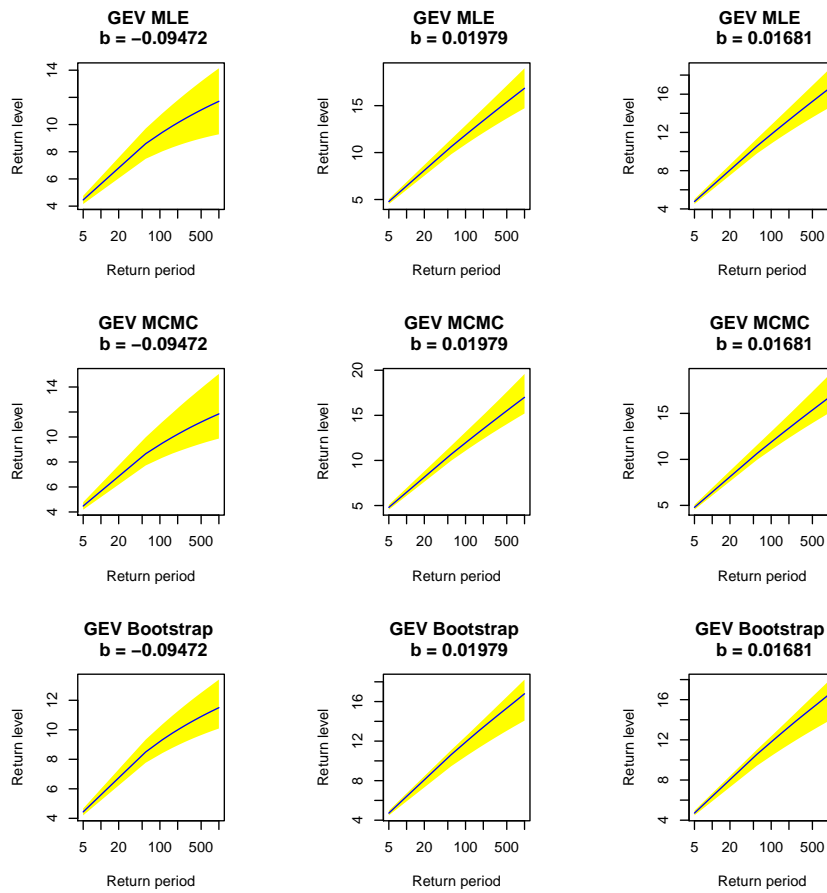 GEV MLE
b = −0.09472
Return level
4 6 8 10 14
5 20 100 500
Return period
GEV MLE
b = 0.01979
Return level
5 10 15
5 20 100 500
Return period
GEV MLE
b = 0.01681
Return level
4 8 12 16
5 20 100 500
Return period
GEV MCMC
b = −0.09472
Return level
4 6 8 10 14
5 20 100 500
Return period
GEV MCMC
b = 0.01979
Return level
5 10 15 20
5 20 100 500
Return period
GEV MCMC
b = 0.01681
Return level
5 10 15
5 20 100 500
Return period
GEV Bootstrap
b = −0.09472
Return level
4 6 8 10 12
5 20 100 500
Return period
GEV Bootstrap
b = 0.01979
Return level
4 8 12 16
5 20 100 500
Return period
GEV Bootstrap
b = 0.01681
Return level
4 8 12 16
5 20 100 500
Return period